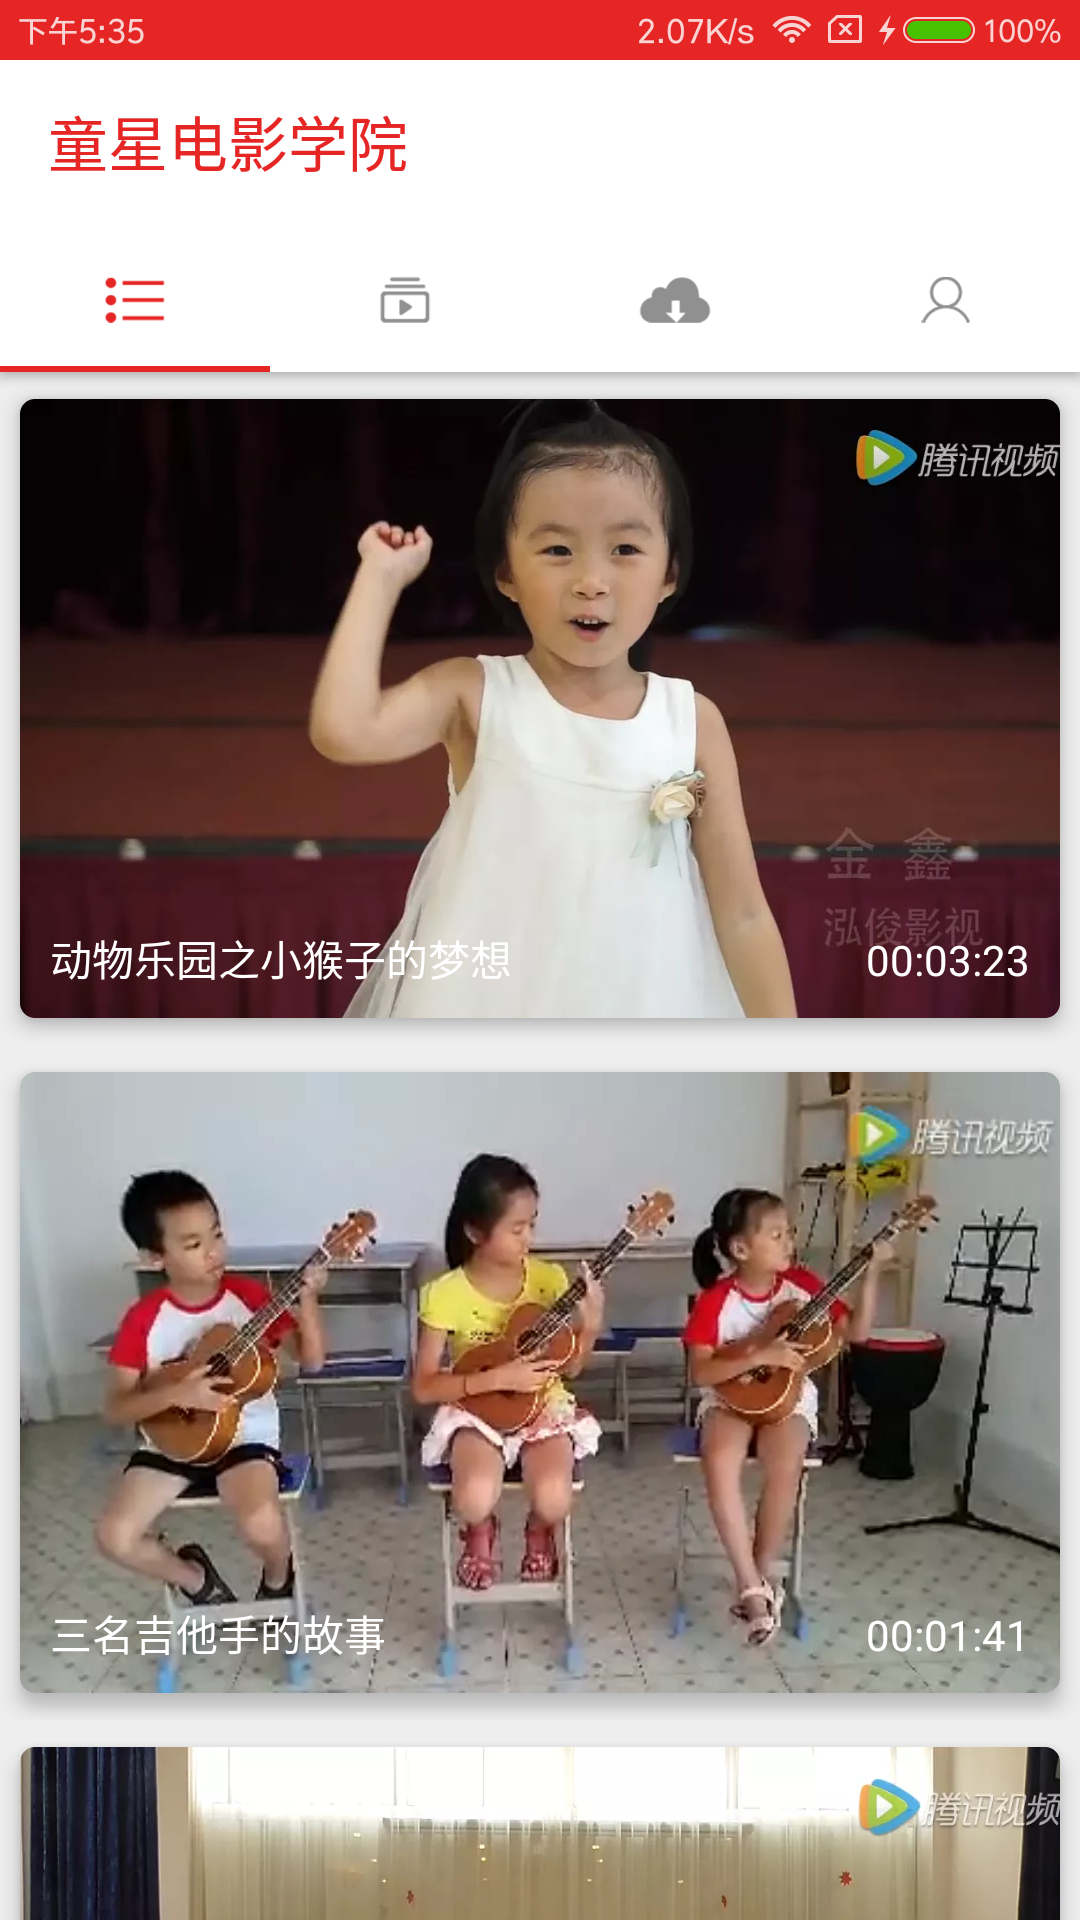 下午5:35
2.07K/s
100%
童星电影学院
腾讯视频
金 鑫
泓俊影视
动物乐园之小猴子的梦想
00:03:23
腾讯视频
三名吉他手的故事
00:01:41
腾讯视频